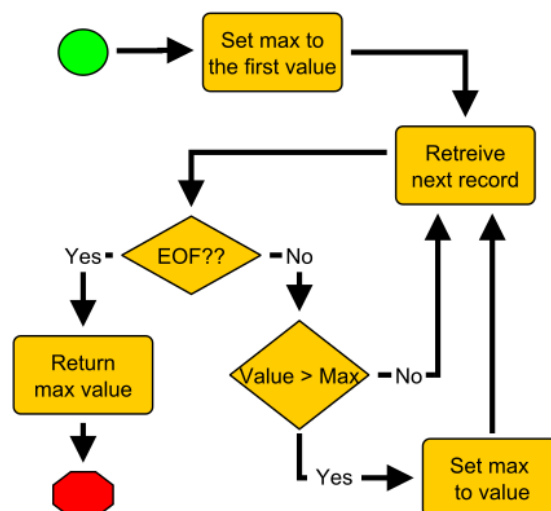 Set max to
the first value
Retreive
next record
EOF??
Yes
No
Return
max value
Value > Max
No
Yes
Set max
to value